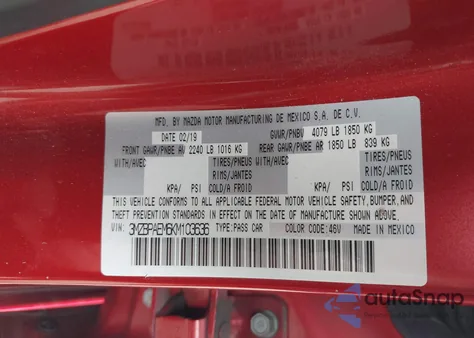 MFD. BY MAZDA MOTOR MANUFACTURING DE MEXICO S.A. DE C.V.
DATE 02/19 GVWR/PNBV 4079 LB 1850 KG
FRONT GAWR/PNBE AV 2240 LB 1016 KG REAR GAWR/PNBE AR 1850 LB 839 KG
WITH/AVEC TIRES/PNEUS WITH/AVEC TIRES/PNEUS
RIMS/JANTES RIMS/JANTES
KPA/ PSI COLD/A FROID KPA/ PSI COLD/A FROID
THIS VEHICLE CONFORMS TO ALL APPLICABLE FEDERAL MOTOR VEHICLE SAFETY, BUMPER, AND
THEFT PREVENTION STANDARDS IN EFFECT ON THE DATE OF MANUFACTURE SHOWN ABOVE.
VIN: 3MZBPAEM6KM103636 TYPE:PASS CAR COLOR CODE:46V MADE IN MEXICO
autoSnap